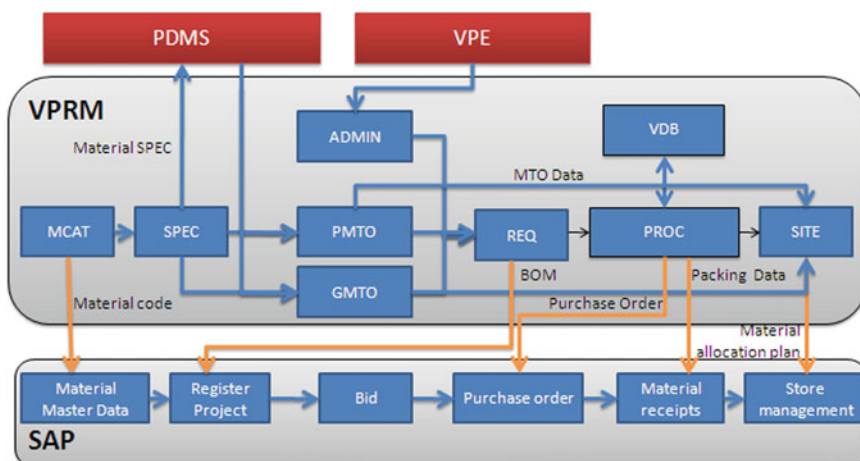 PDMS
VPE
VPRM
ADMIN
VDB
Material SPEC
MTO Data
MCAT
SPEC
PMTO
REQ
PROC
SITE
GMTO
BOM
Packing Data
Material code
Purchase Order
Material
allocation plan
Material
Master Data
Register
Project
Bid
Purchase order
Material
receipts
Store
management
SAP